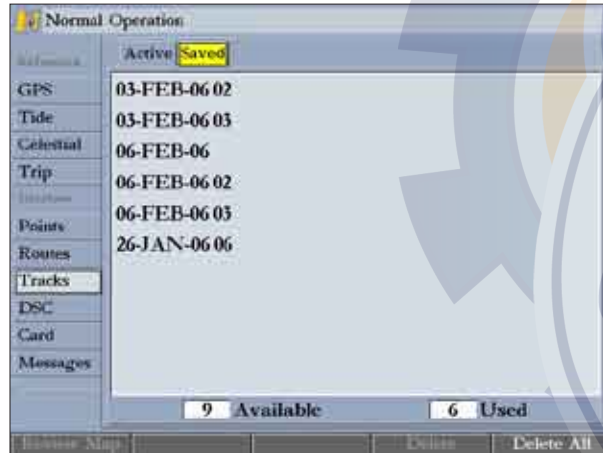 Normal Operation
Active Saved
GPS
Tide
Celestial
Trip
Points
Routes
Tracks
DSC
Card
Messages
03-FEB-06 02
03-FEB-06 03
06-FEB-06
06-FEB-06 02
06-FEB-06 03
26-JAN-06 06
9 Available 6 Used
Delete Delete All